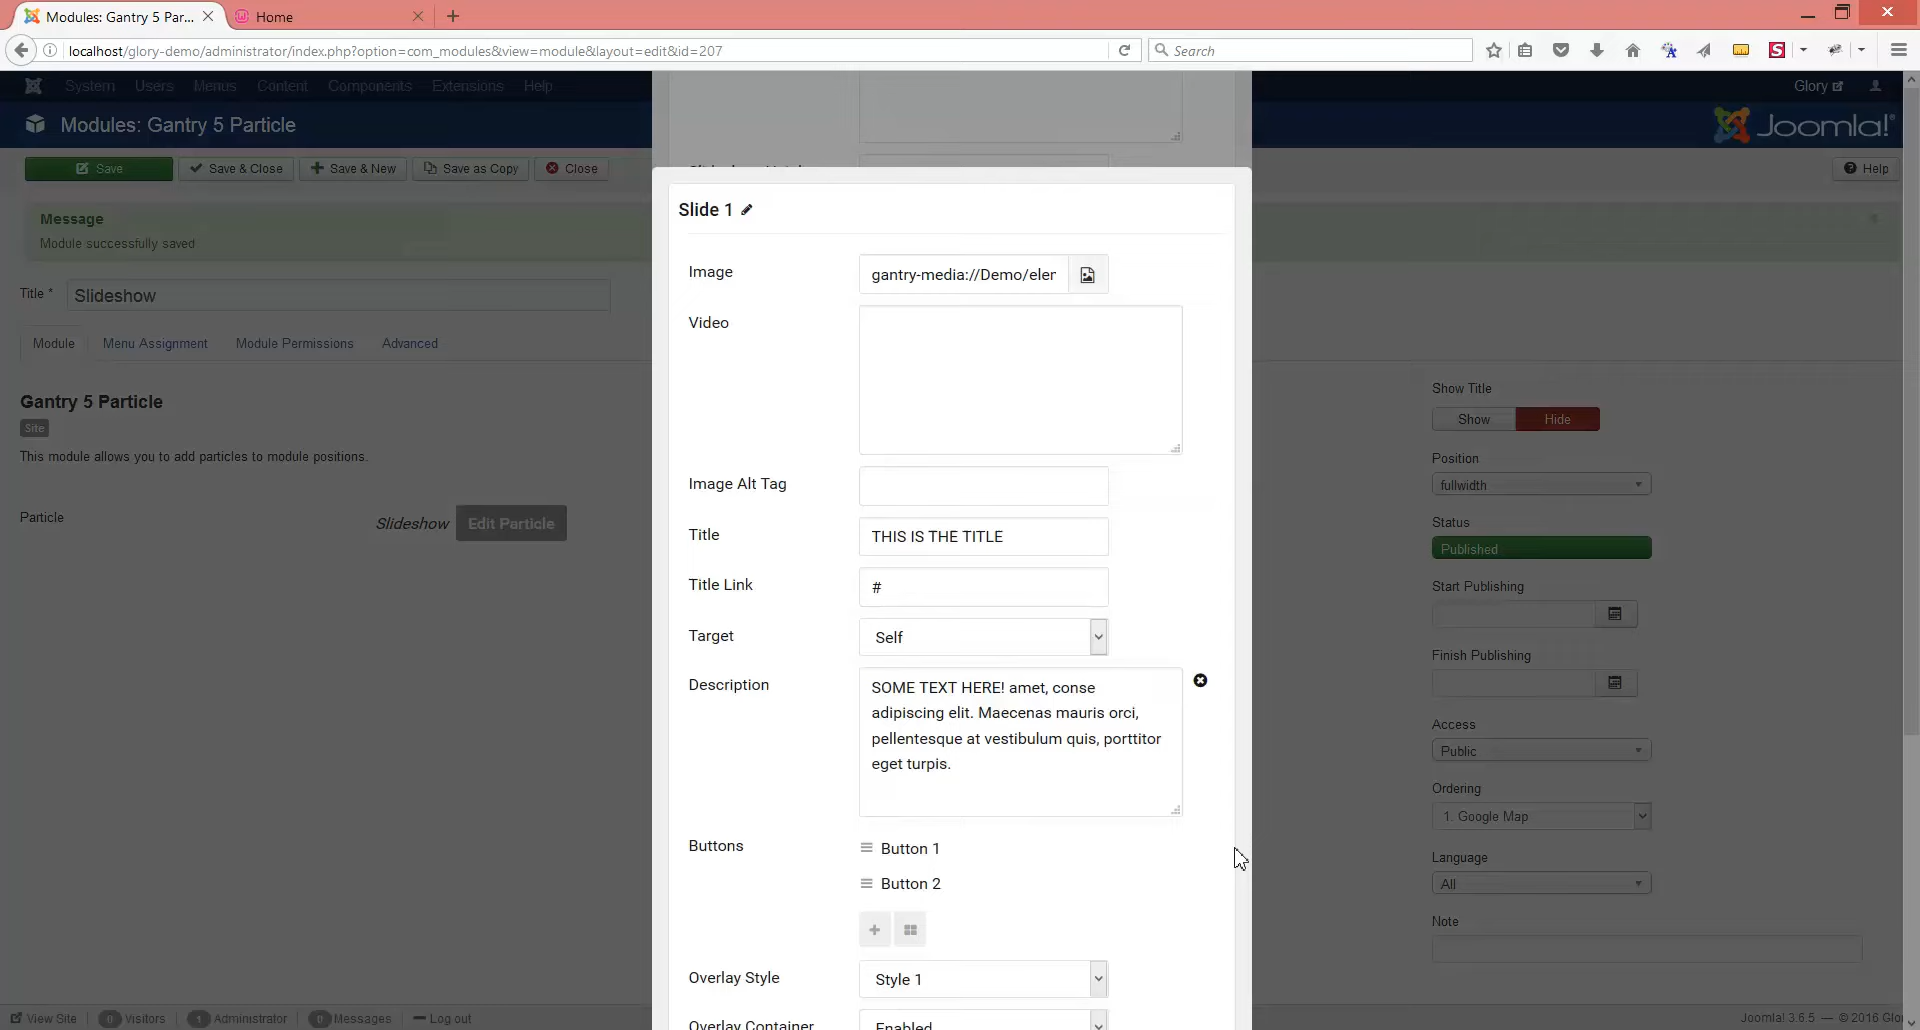 Modules: Gantry 5 Par...
Home
localhost/glory-demo/administrator/index.php?option=com_modules&view=module&layout=edit&id=207
Search
System Users Menus Content Components Extensions Help
Glory
Modules: Gantry 5 Particle
Joomla!
Save
Save & Close
Save & New
Save as Copy
Close
Help
Message
Module successfully saved
Title *
Slideshow
Module
Menu Assignment
Module Permissions
Advanced
Gantry 5 Particle
Site
This module allows you to add particles to module positions.
Particle
Slideshow
Edit Particle
Slide 1
Image
gantry-media://Demo/eler
Video
Image Alt Tag
Title
THIS IS THE TITLE
Title Link
#
Target
Self
Description
SOME TEXT HERE! amet, conse
adipiscing elit. Maecenas mauris orci,
pellentesque at vestibulum quis, porttitor
eget turpis.
Buttons
Button 1
Button 2
Overlay Style
Style 1
Overlay Container
Enabled
Show Title
Show
Hide
Position
fullwidth
Status
Published
Start Publishing
Finish Publishing
Access
Public
Ordering
1. Google Map
Language
All
Note
View Site
0 Visitors
1 Administrator
0 Messages
Log out
Joomla! 3.6.5 — © 2016 Glor